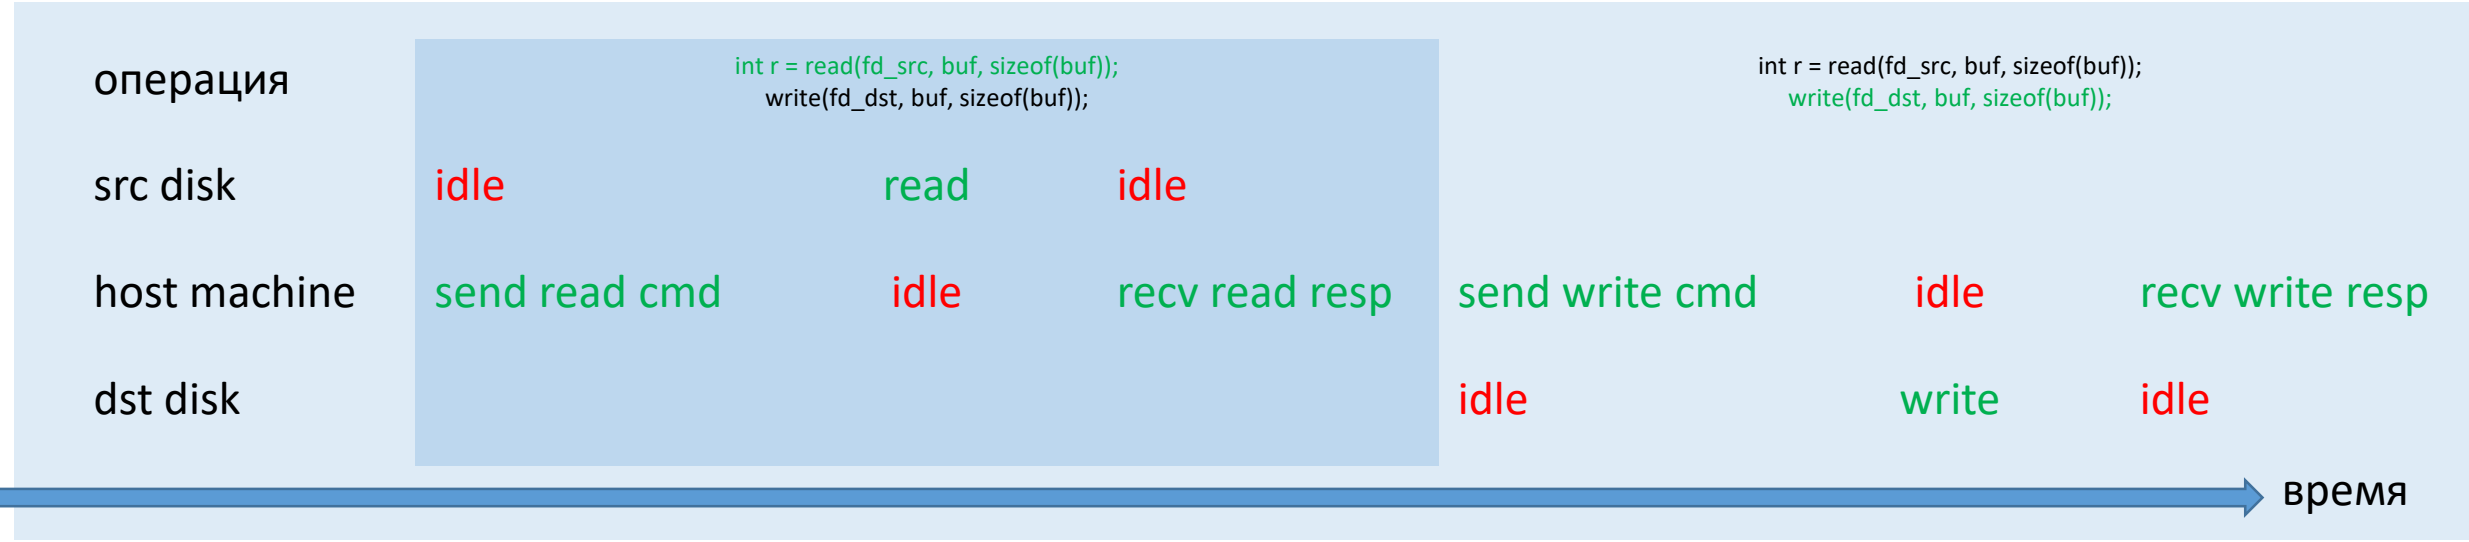 операция
int r = read(fd_src, buf, sizeof(buf));
write(fd_dst, buf, sizeof(buf));
int r = read(fd_src, buf, sizeof(buf));
write(fd_dst, buf, sizeof(buf));
src disk idle read idle
host machine send read cmd idle recv read resp send write cmd idle recv write resp
dst disk idle write idle
время